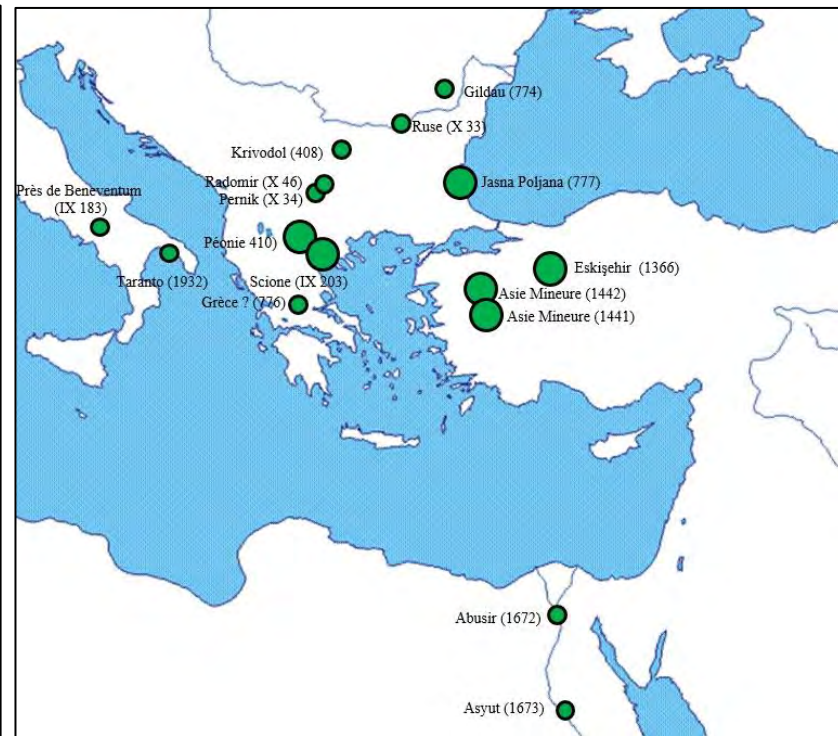 Gildau (774)
Ruse (X 33)
Krivodol (408)
Radomir (X 46)
Jasna Poljana (777)
Près de Beneventum
(IX 183)
Pernik (X 34)
Péonie 410)
Eskişehir (1366)
Taranto (1932)
Scione (IX 203)
Asie Mineure (1442)
Grèce ? (776)
Asie Mineure (1441)
Abusir (1672)
Asyut (1673)